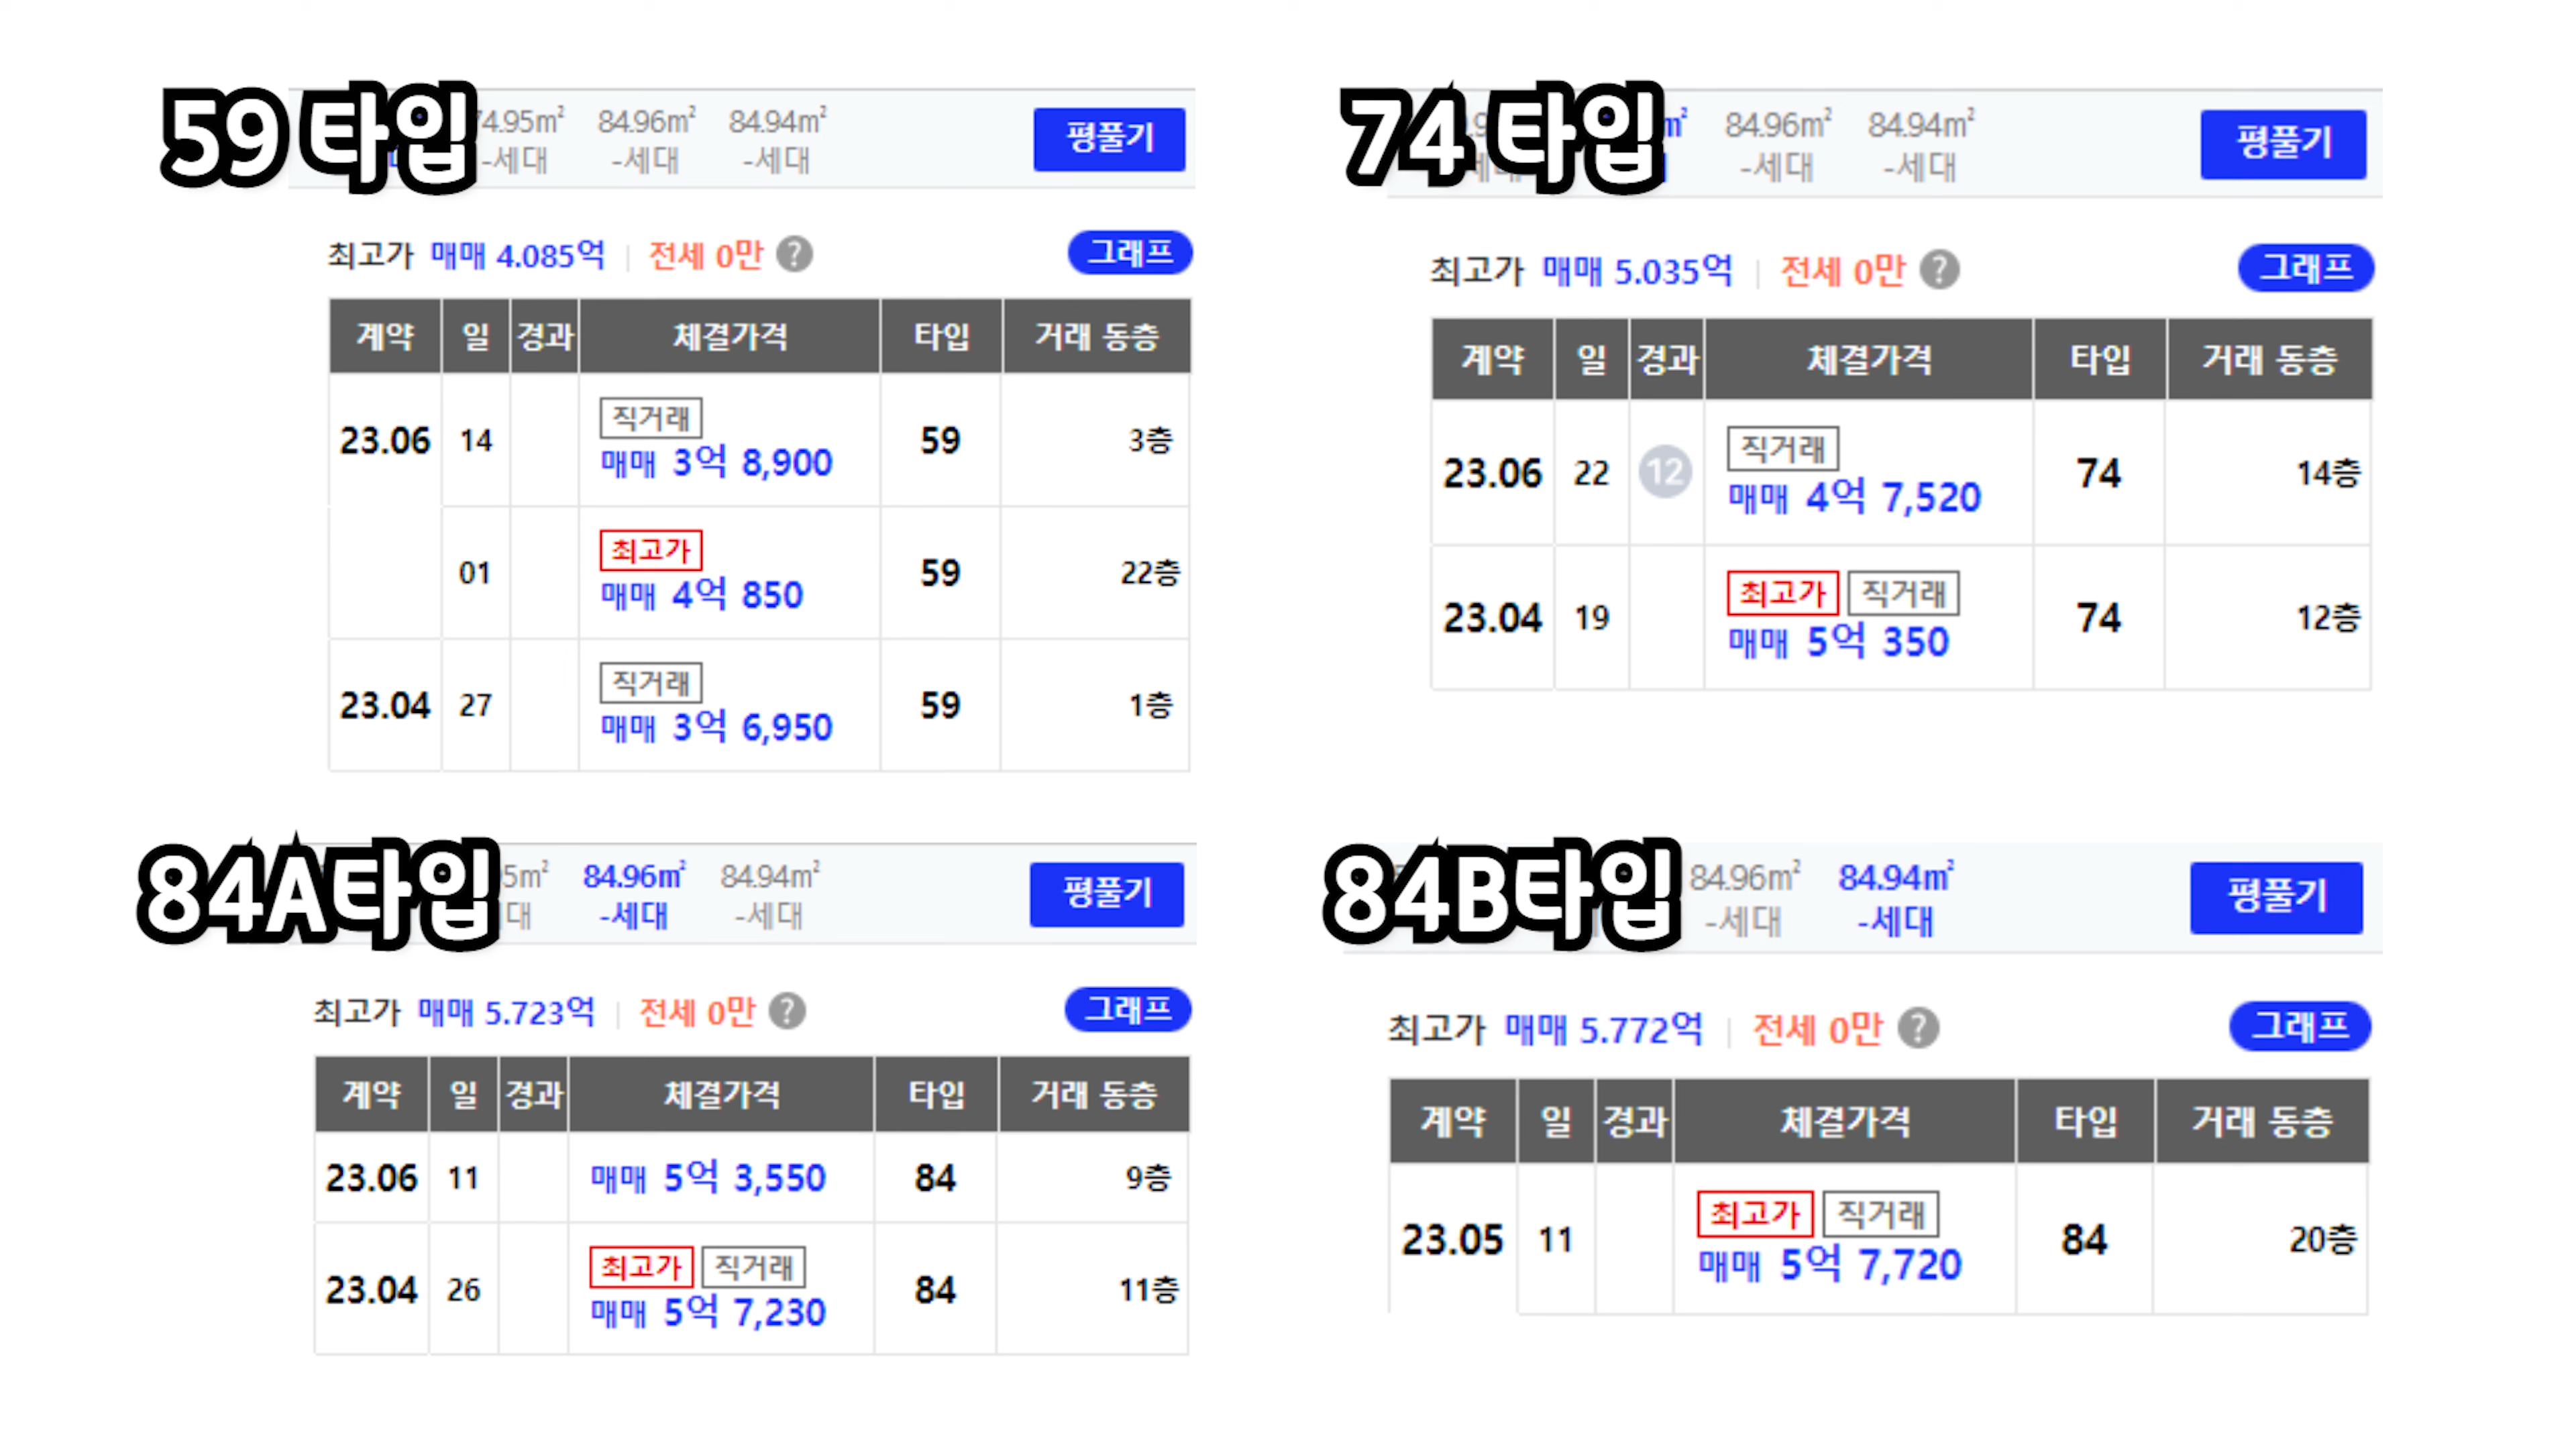 59 타입
74.95m² 84.96m² 84.94m²
-세대 -세대 -세대
평풀기
최고가 매매 4.085억 | 전세 0만 ?
그래프
계약 일 경과 체결가격 타입 거래 동층
23.06 14 직거래 매매 3억 8,900 59 3층
01 최고가 매매 4억 850 59 22층
23.04 27 직거래 매매 3억 6,950 59 1층
74 타입
84.96m² 84.94m²
-세대 -세대
평풀기
최고가 매매 5.035억 | 전세 0만 ?
그래프
계약 일 경과 체결가격 타입 거래 동층
23.06 22 12 직거래 매매 4억 7,520 74 14층
23.04 19 최고가 직거래 매매 5억 350 74 12층
84A타입
84.96m² 84.94m²
-세대 -세대
평풀기
최고가 매매 5.723억 | 전세 0만 ?
그래프
계약 일 경과 체결가격 타입 거래 동층
23.06 11 매매 5억 3,550 84 9층
23.04 26 최고가 직거래 매매 5억 7,230 84 11층
84B타입
84.96m² 84.94m²
-세대 -세대
평풀기
최고가 매매 5.772억 | 전세 0만 ?
그래프
계약 일 경과 체결가격 타입 거래 동층
23.05 11 최고가 직거래 매매 5억 7,720 84 20층